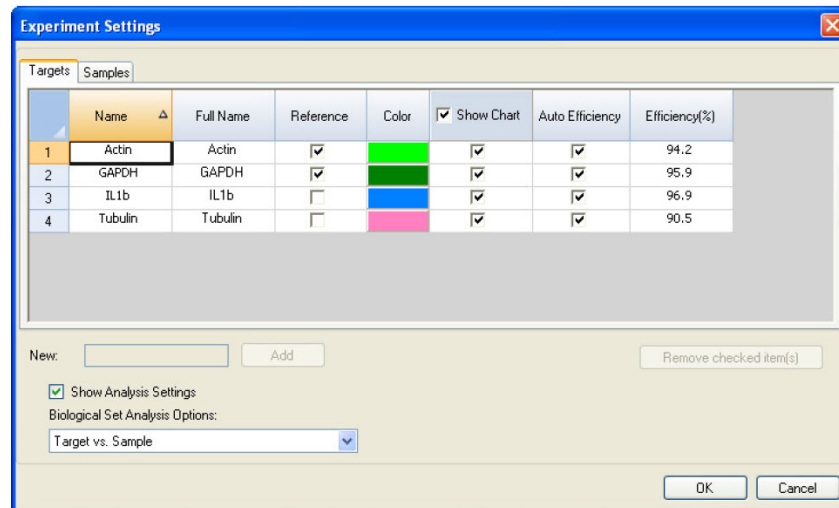 Experiment Settings
Targets Samples
Name Full Name Reference Color Show Chart Auto Efficiency Efficiency(%)
1 Actin Actin 94.2
2 GAPDH GAPDH 95.9
3 IL1b IL1b 96.9
4 Tubulin Tubulin 90.5
New: Add Remove checked item(s)
Show Analysis Settings
Biological Set Analysis Options:
Target vs. Sample
OK Cancel